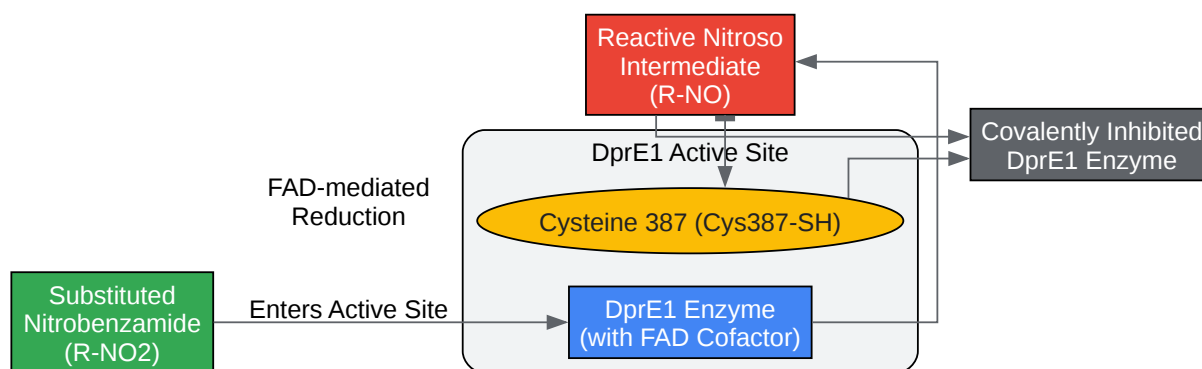 Reactive Nitroso
Intermediate
(R-NO)
Covalently Inhibited
DprE1 Enzyme
DprE1 Active Site
FAD-mediated
Reduction
Cysteine 387 (Cys387-SH)
Substituted
Nitrobenzamide
(R-NO2)
Enters Active Site
DprE1 Enzyme
(with FAD Cofactor)